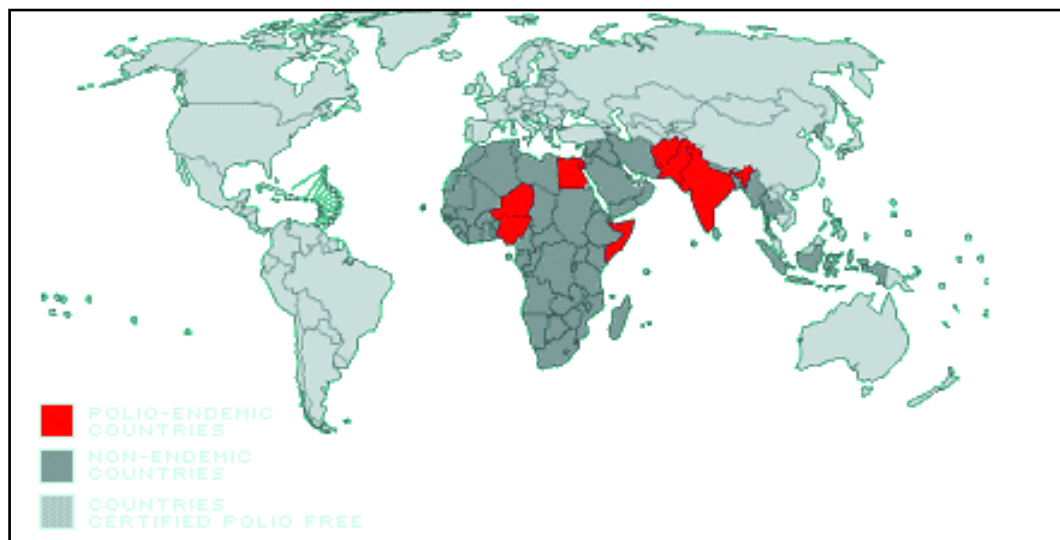 POLIO-ENDEMIC
COUNTRIES
NON-ENDEMIC
COUNTRIES
COUNTRIES
CERTIFIED POLIO FREE